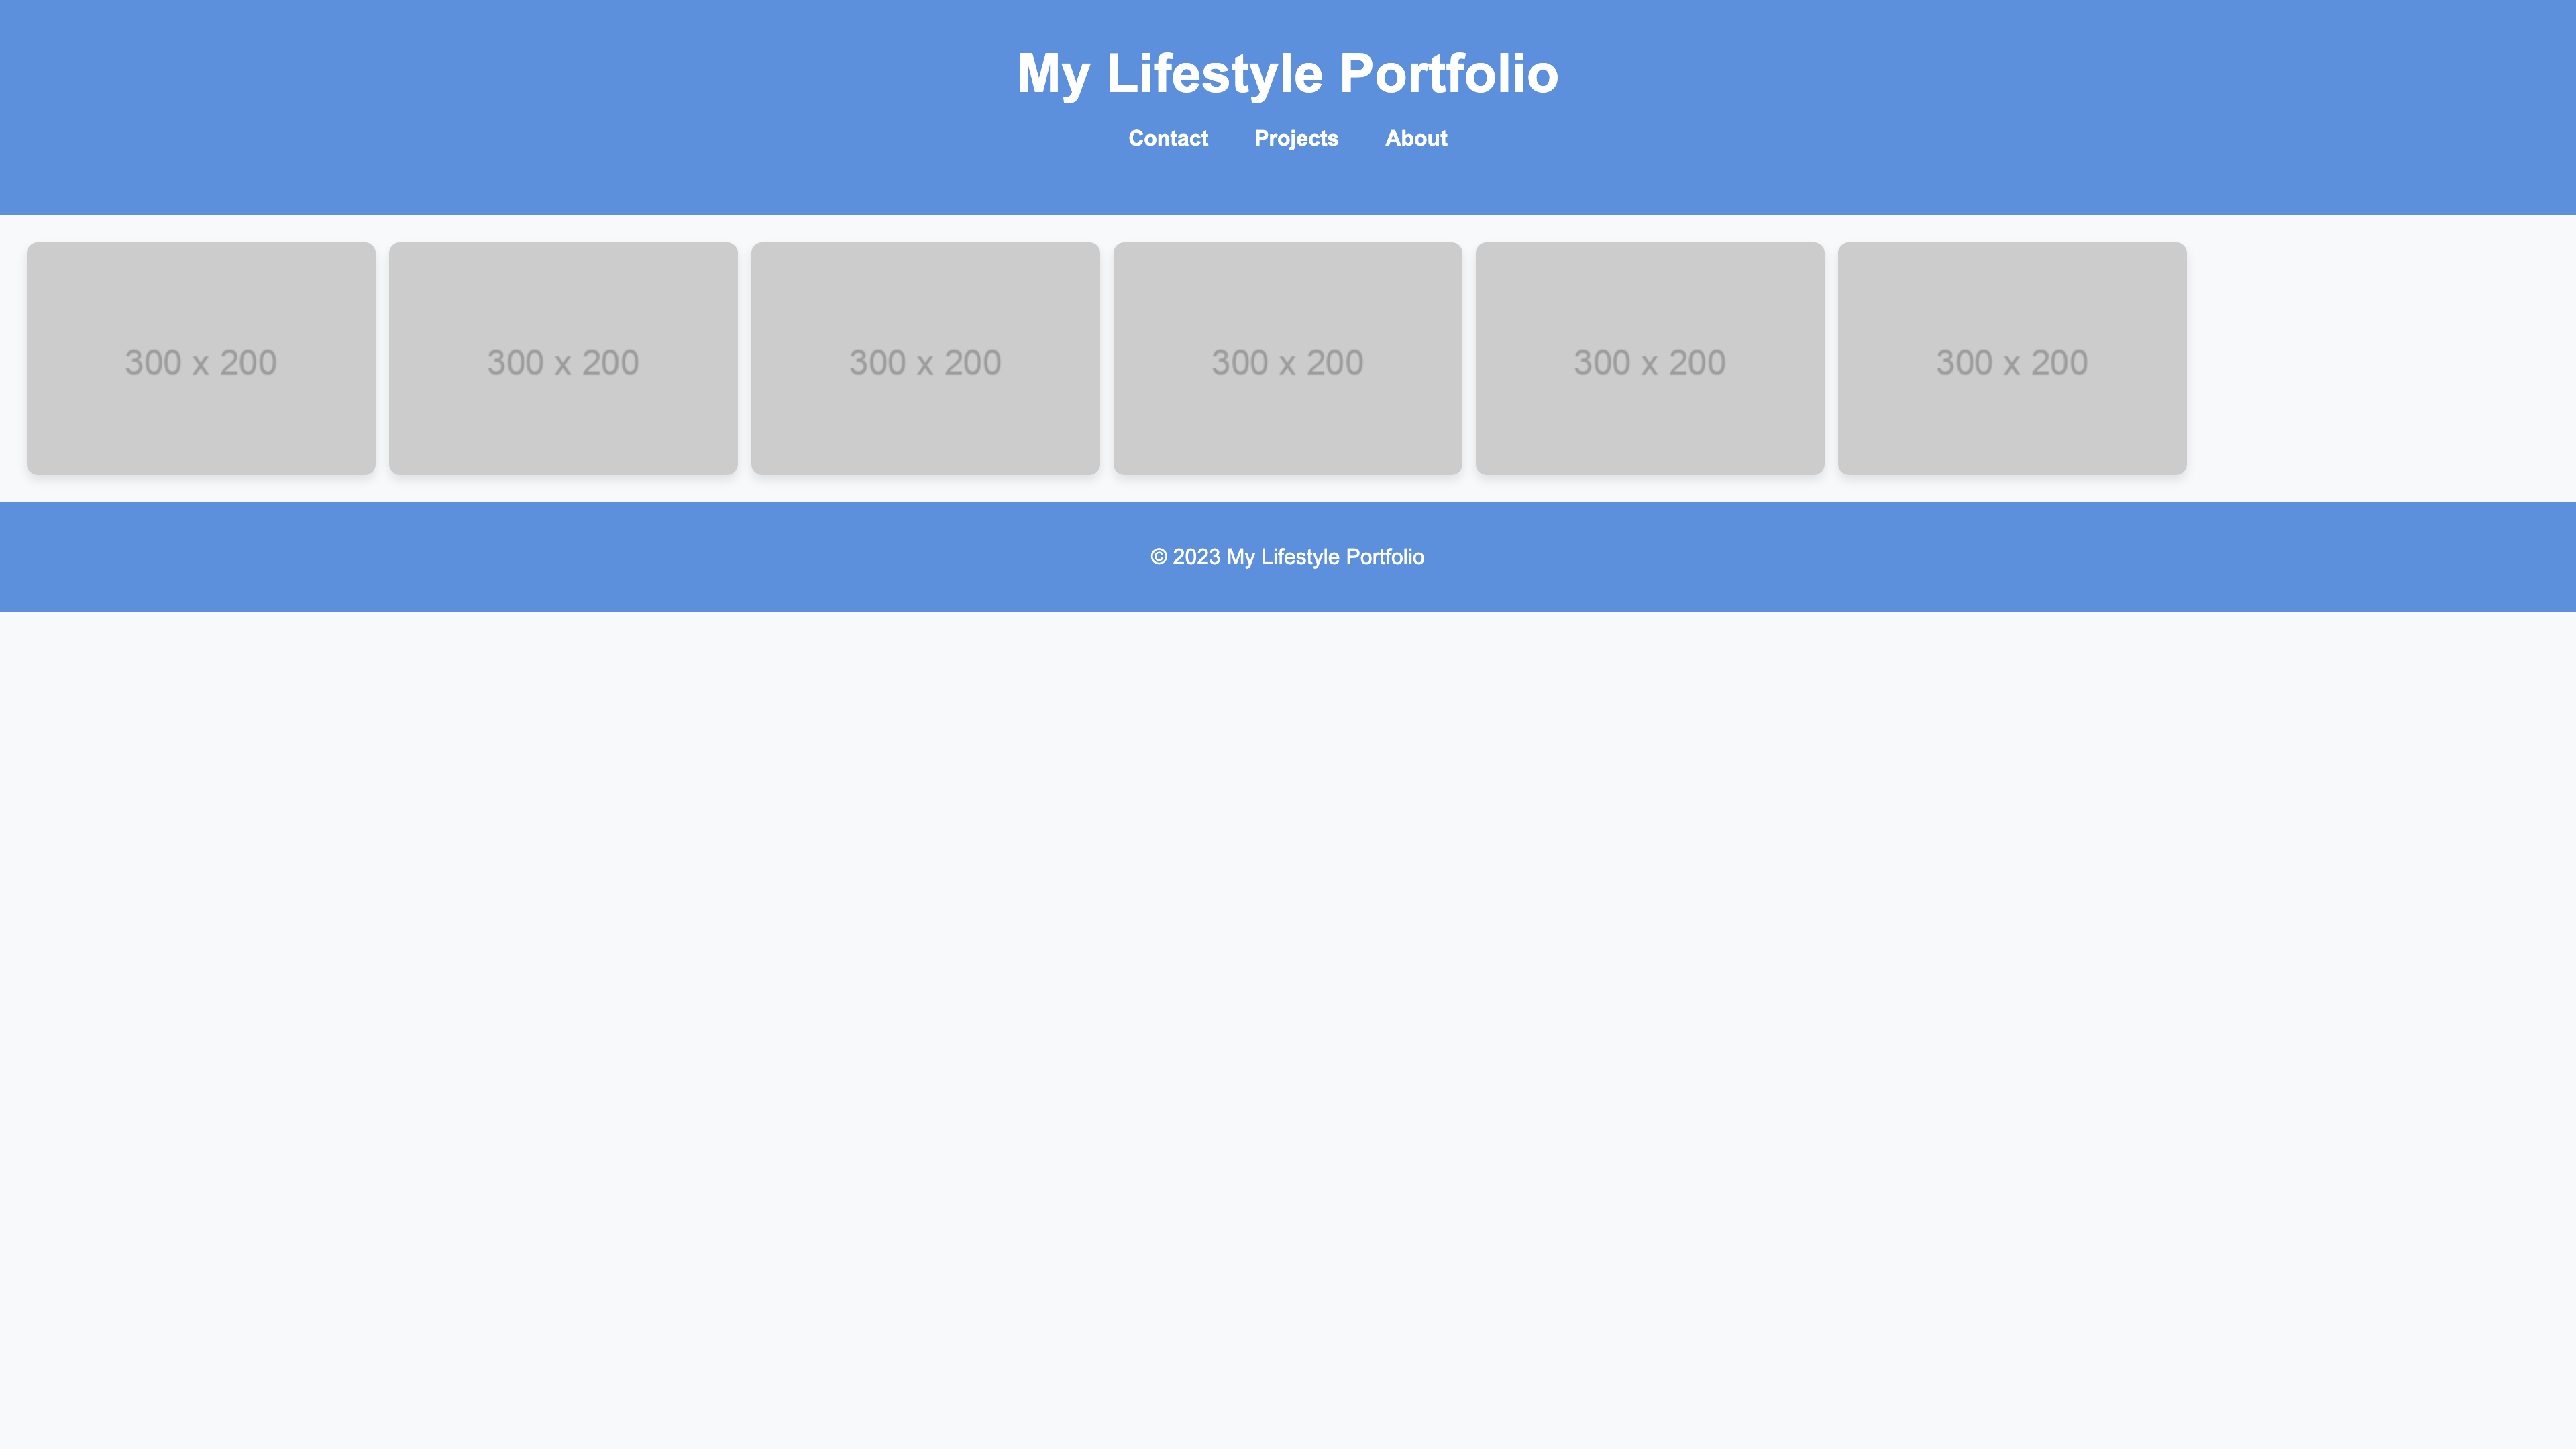 My Lifestyle Portfolio
Contact Projects About
300 x 200 300 x 200 300 x 200 300 x 200 300 x 200 300 x 200
© 2023 My Lifestyle Portfolio